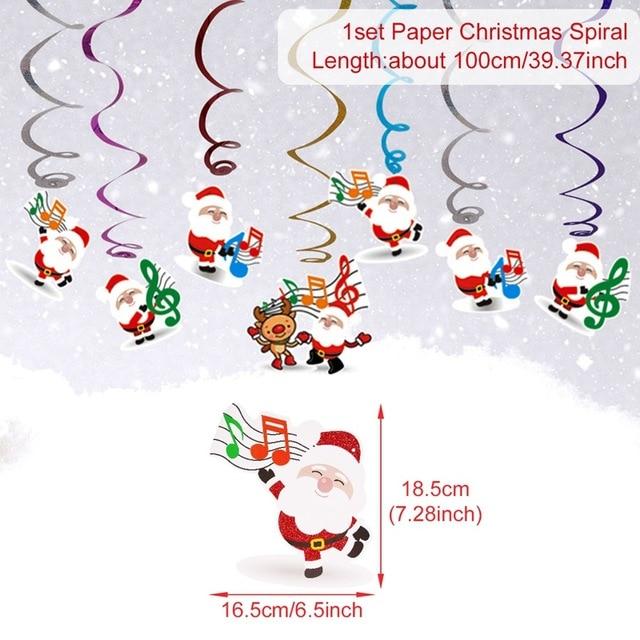 1set Paper Christmas Spiral
Length:about 100cm/39.37inch
18.5cm
(7.28inch)
16.5cm/6.5inch